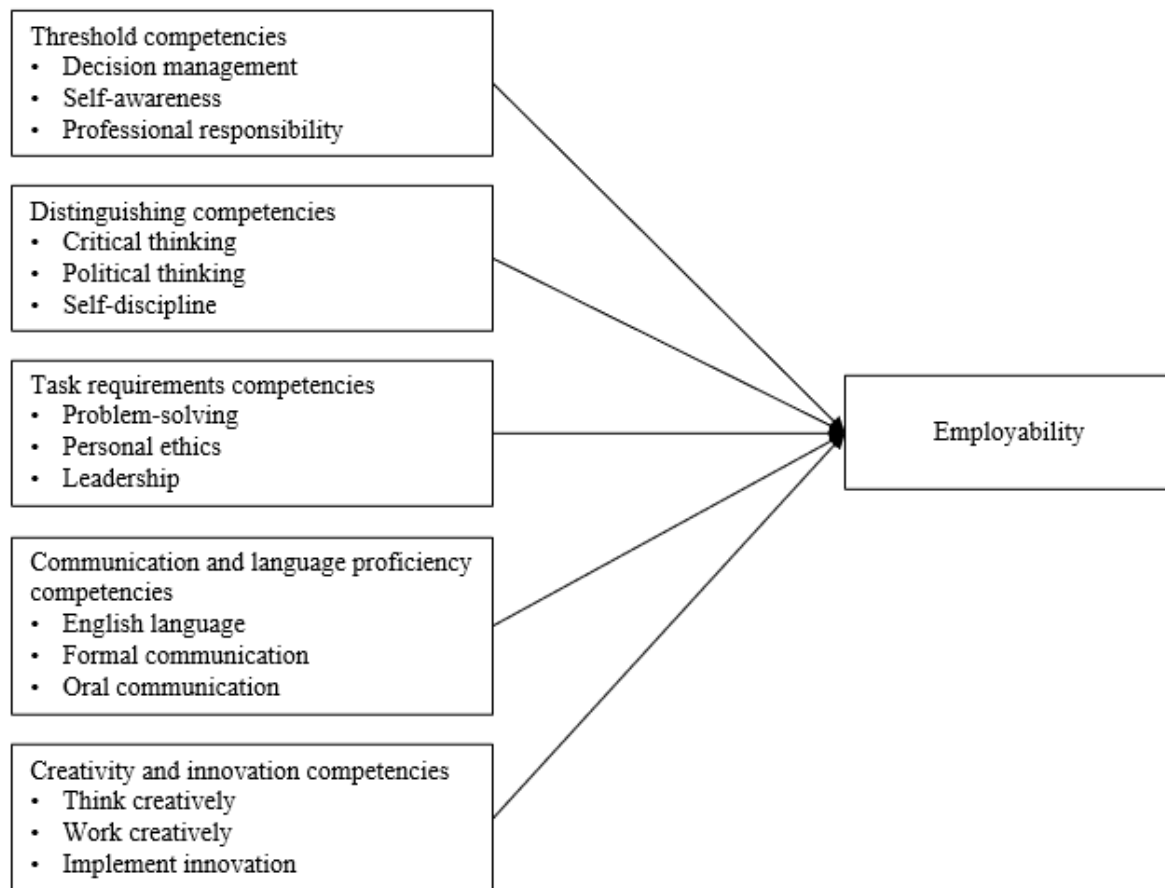 Threshold competencies
• Decision management
• Self-awareness
• Professional responsibility
Distinguishing competencies
• Critical thinking
• Political thinking
• Self-discipline
Task requirements competencies
• Problem-solving
• Personal ethics
• Leadership
Communication and language proficiency
competencies
• English language
• Formal communication
• Oral communication
Creativity and innovation competencies
• Think creatively
• Work creatively
• Implement innovation
Employability